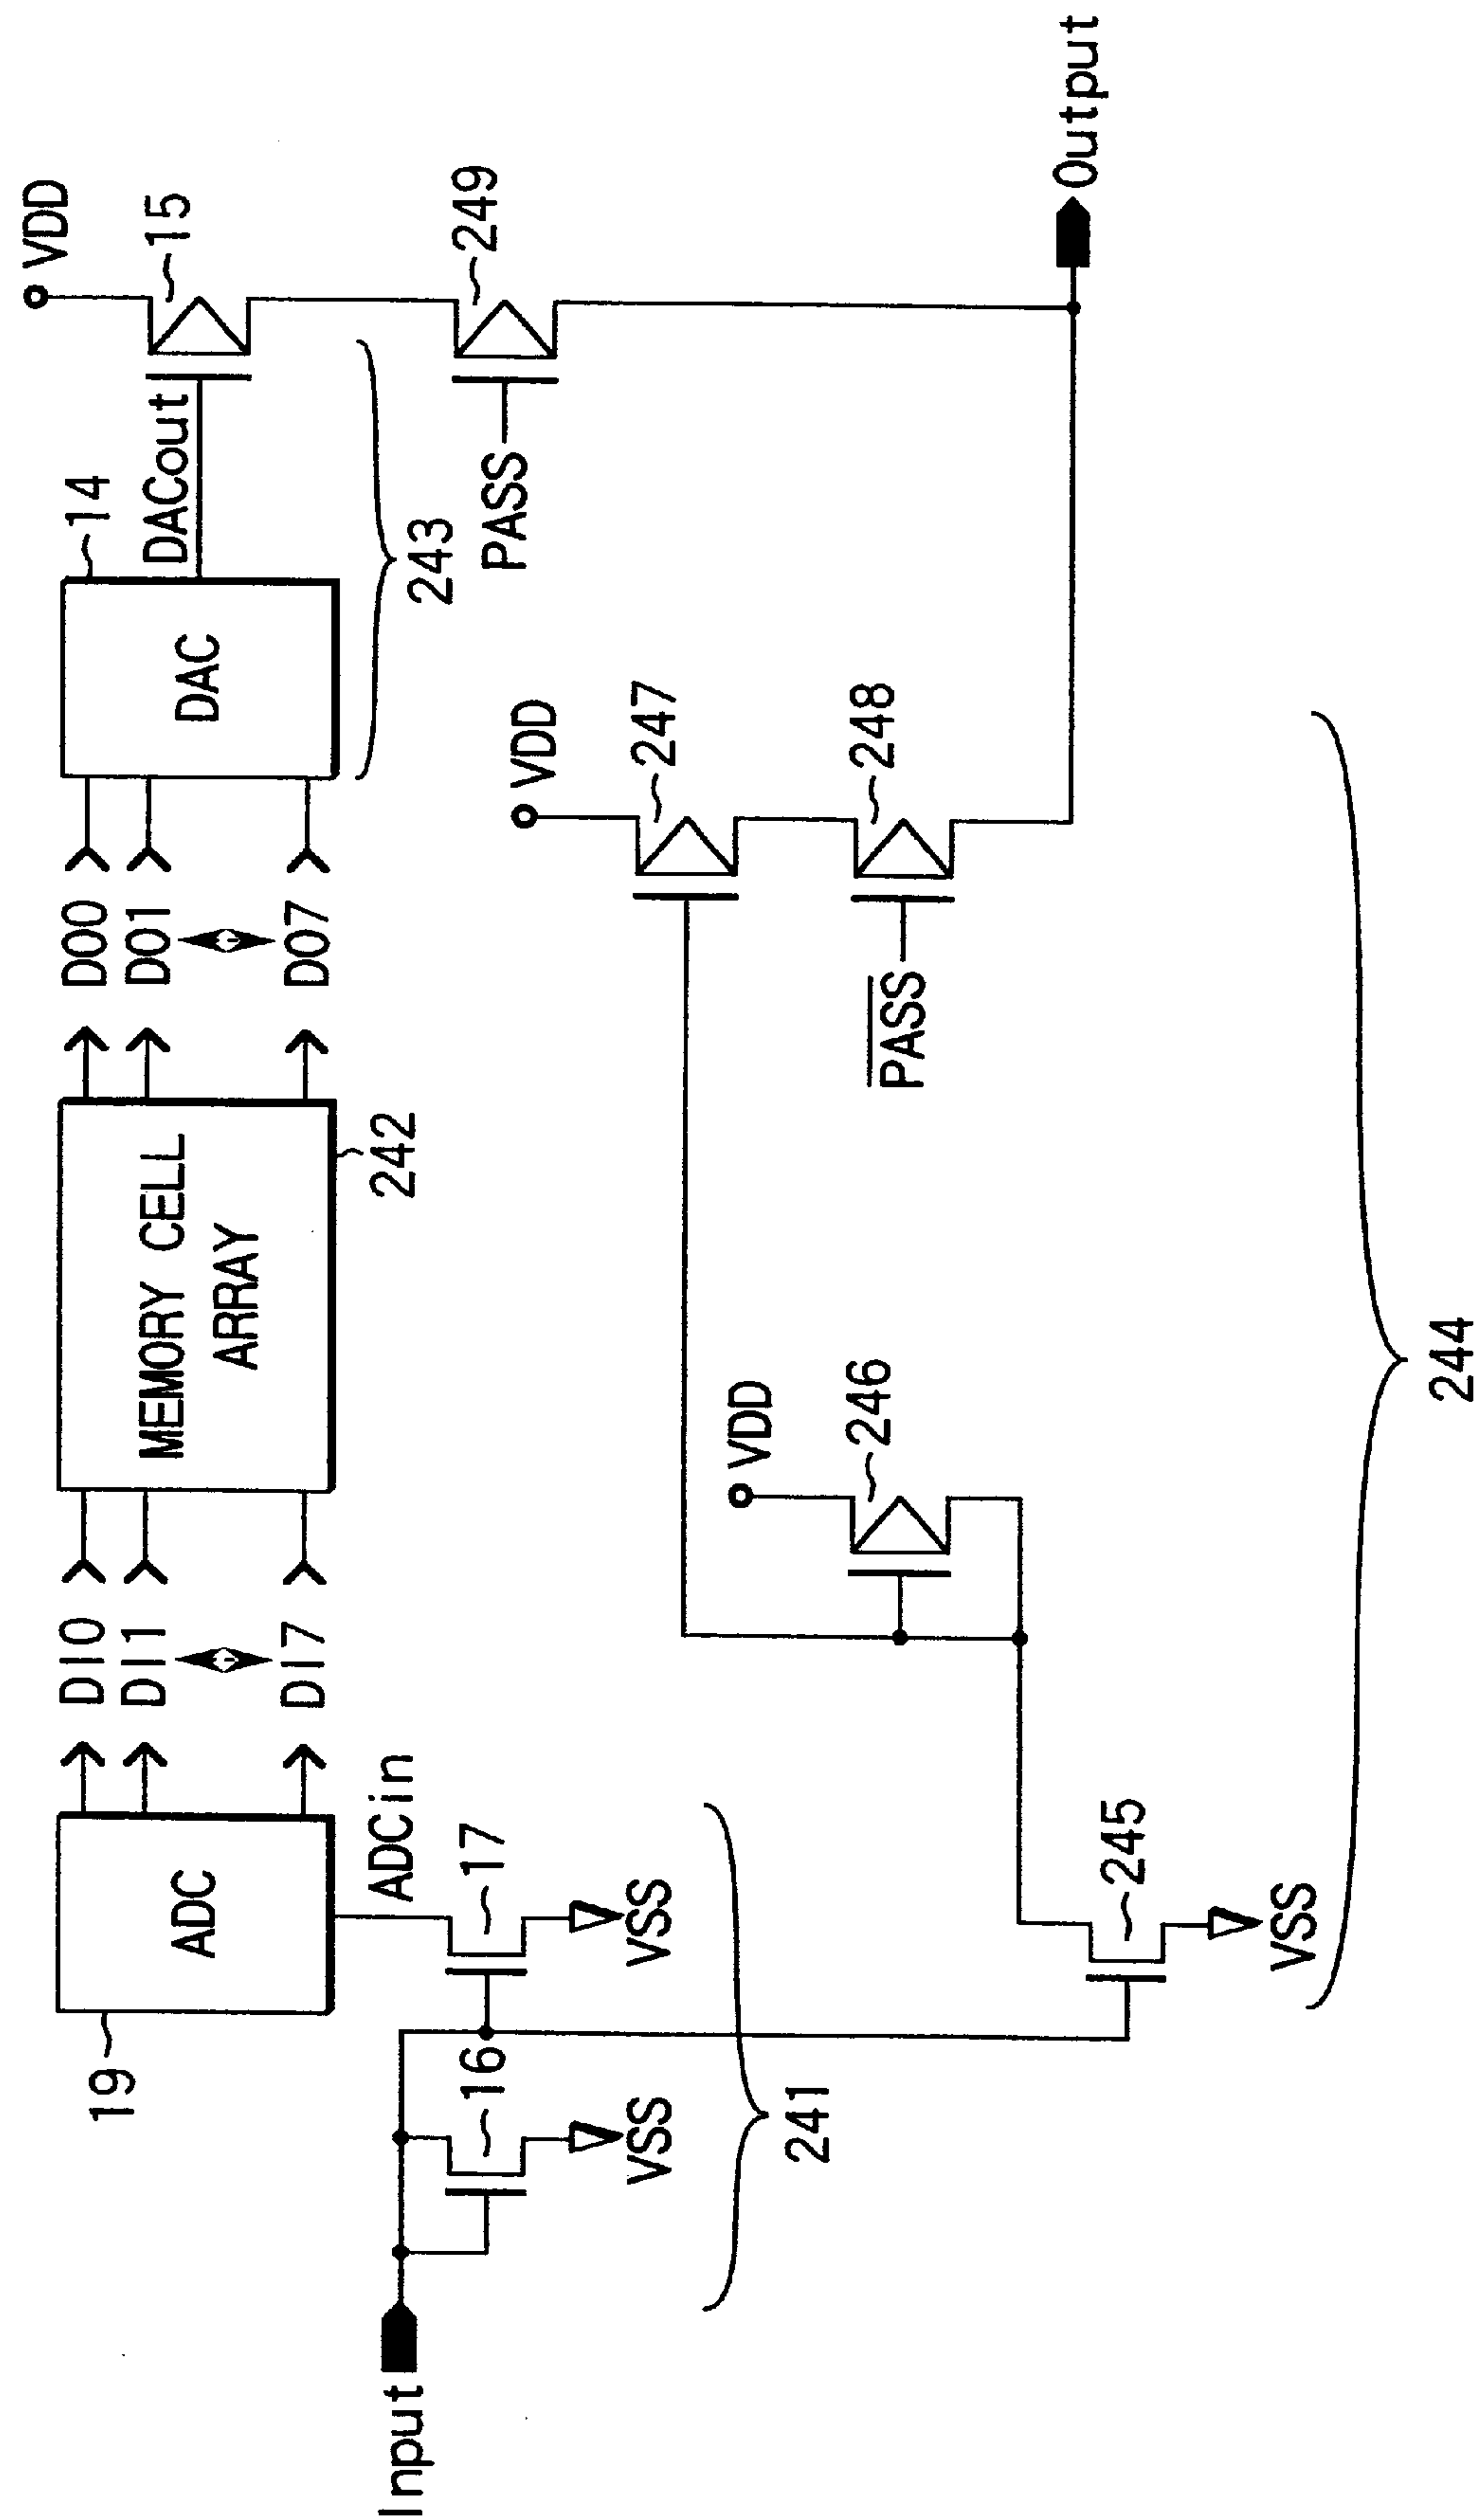 19
ADC
DI0
DI1
DI7
MEMORY CELL
ARRAY
242
DO0
DO1
DO7
DAC
14
DACout
VDD
15
243
PASS
249
Input
16
VSS
ADCin
17
VSS
241
VDD
246
VDD
247
PASS
248
245
VSS
244
Output